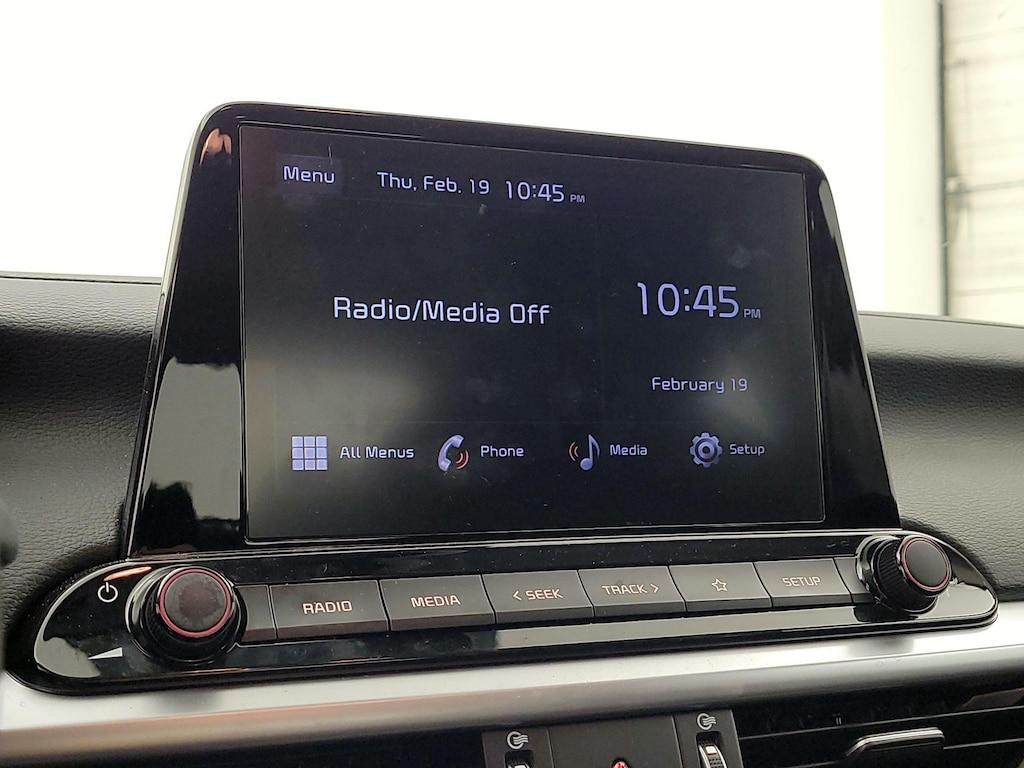 Menu
Thu, Feb. 19 10:45 PM
Radio/Media Off
10:45 PM
February 19
All Menus
Phone
Media
Setup
RADIO
MEDIA
< SEEK
TRACK >
SETUP